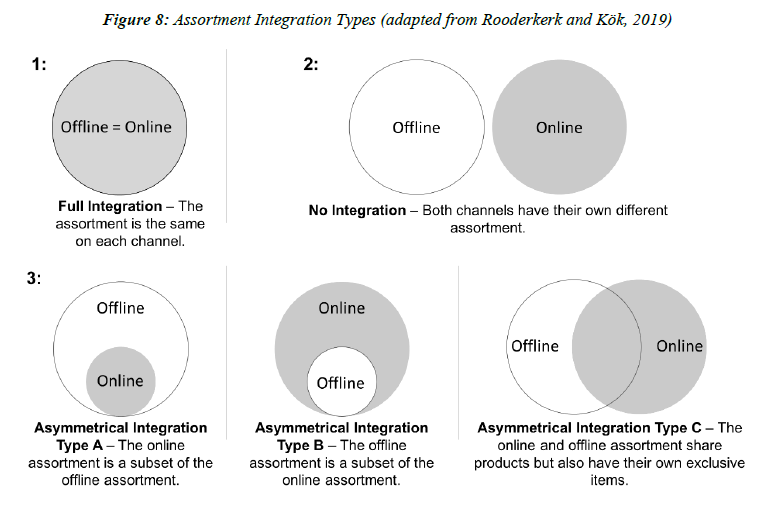 Figure 8: Assortment Integration Types (adapted from Rooderkerk and Kök, 2019)
1:
Offline = Online
Full Integration – The
assortment is the same
on each channel.
2:
Offline
Online
No Integration – Both channels have their own different
assortment.
3:
Offline
Online
Asymmetrical Integration
Type A – The online
assortment is a subset of the
offline assortment.
Online
Offline
Asymmetrical Integration
Type B – The offline
assortment is a subset of the
online assortment.
Offline
Online
Asymmetrical Integration Type C – The
online and offline assortment share
products but also have their own exclusive
items.